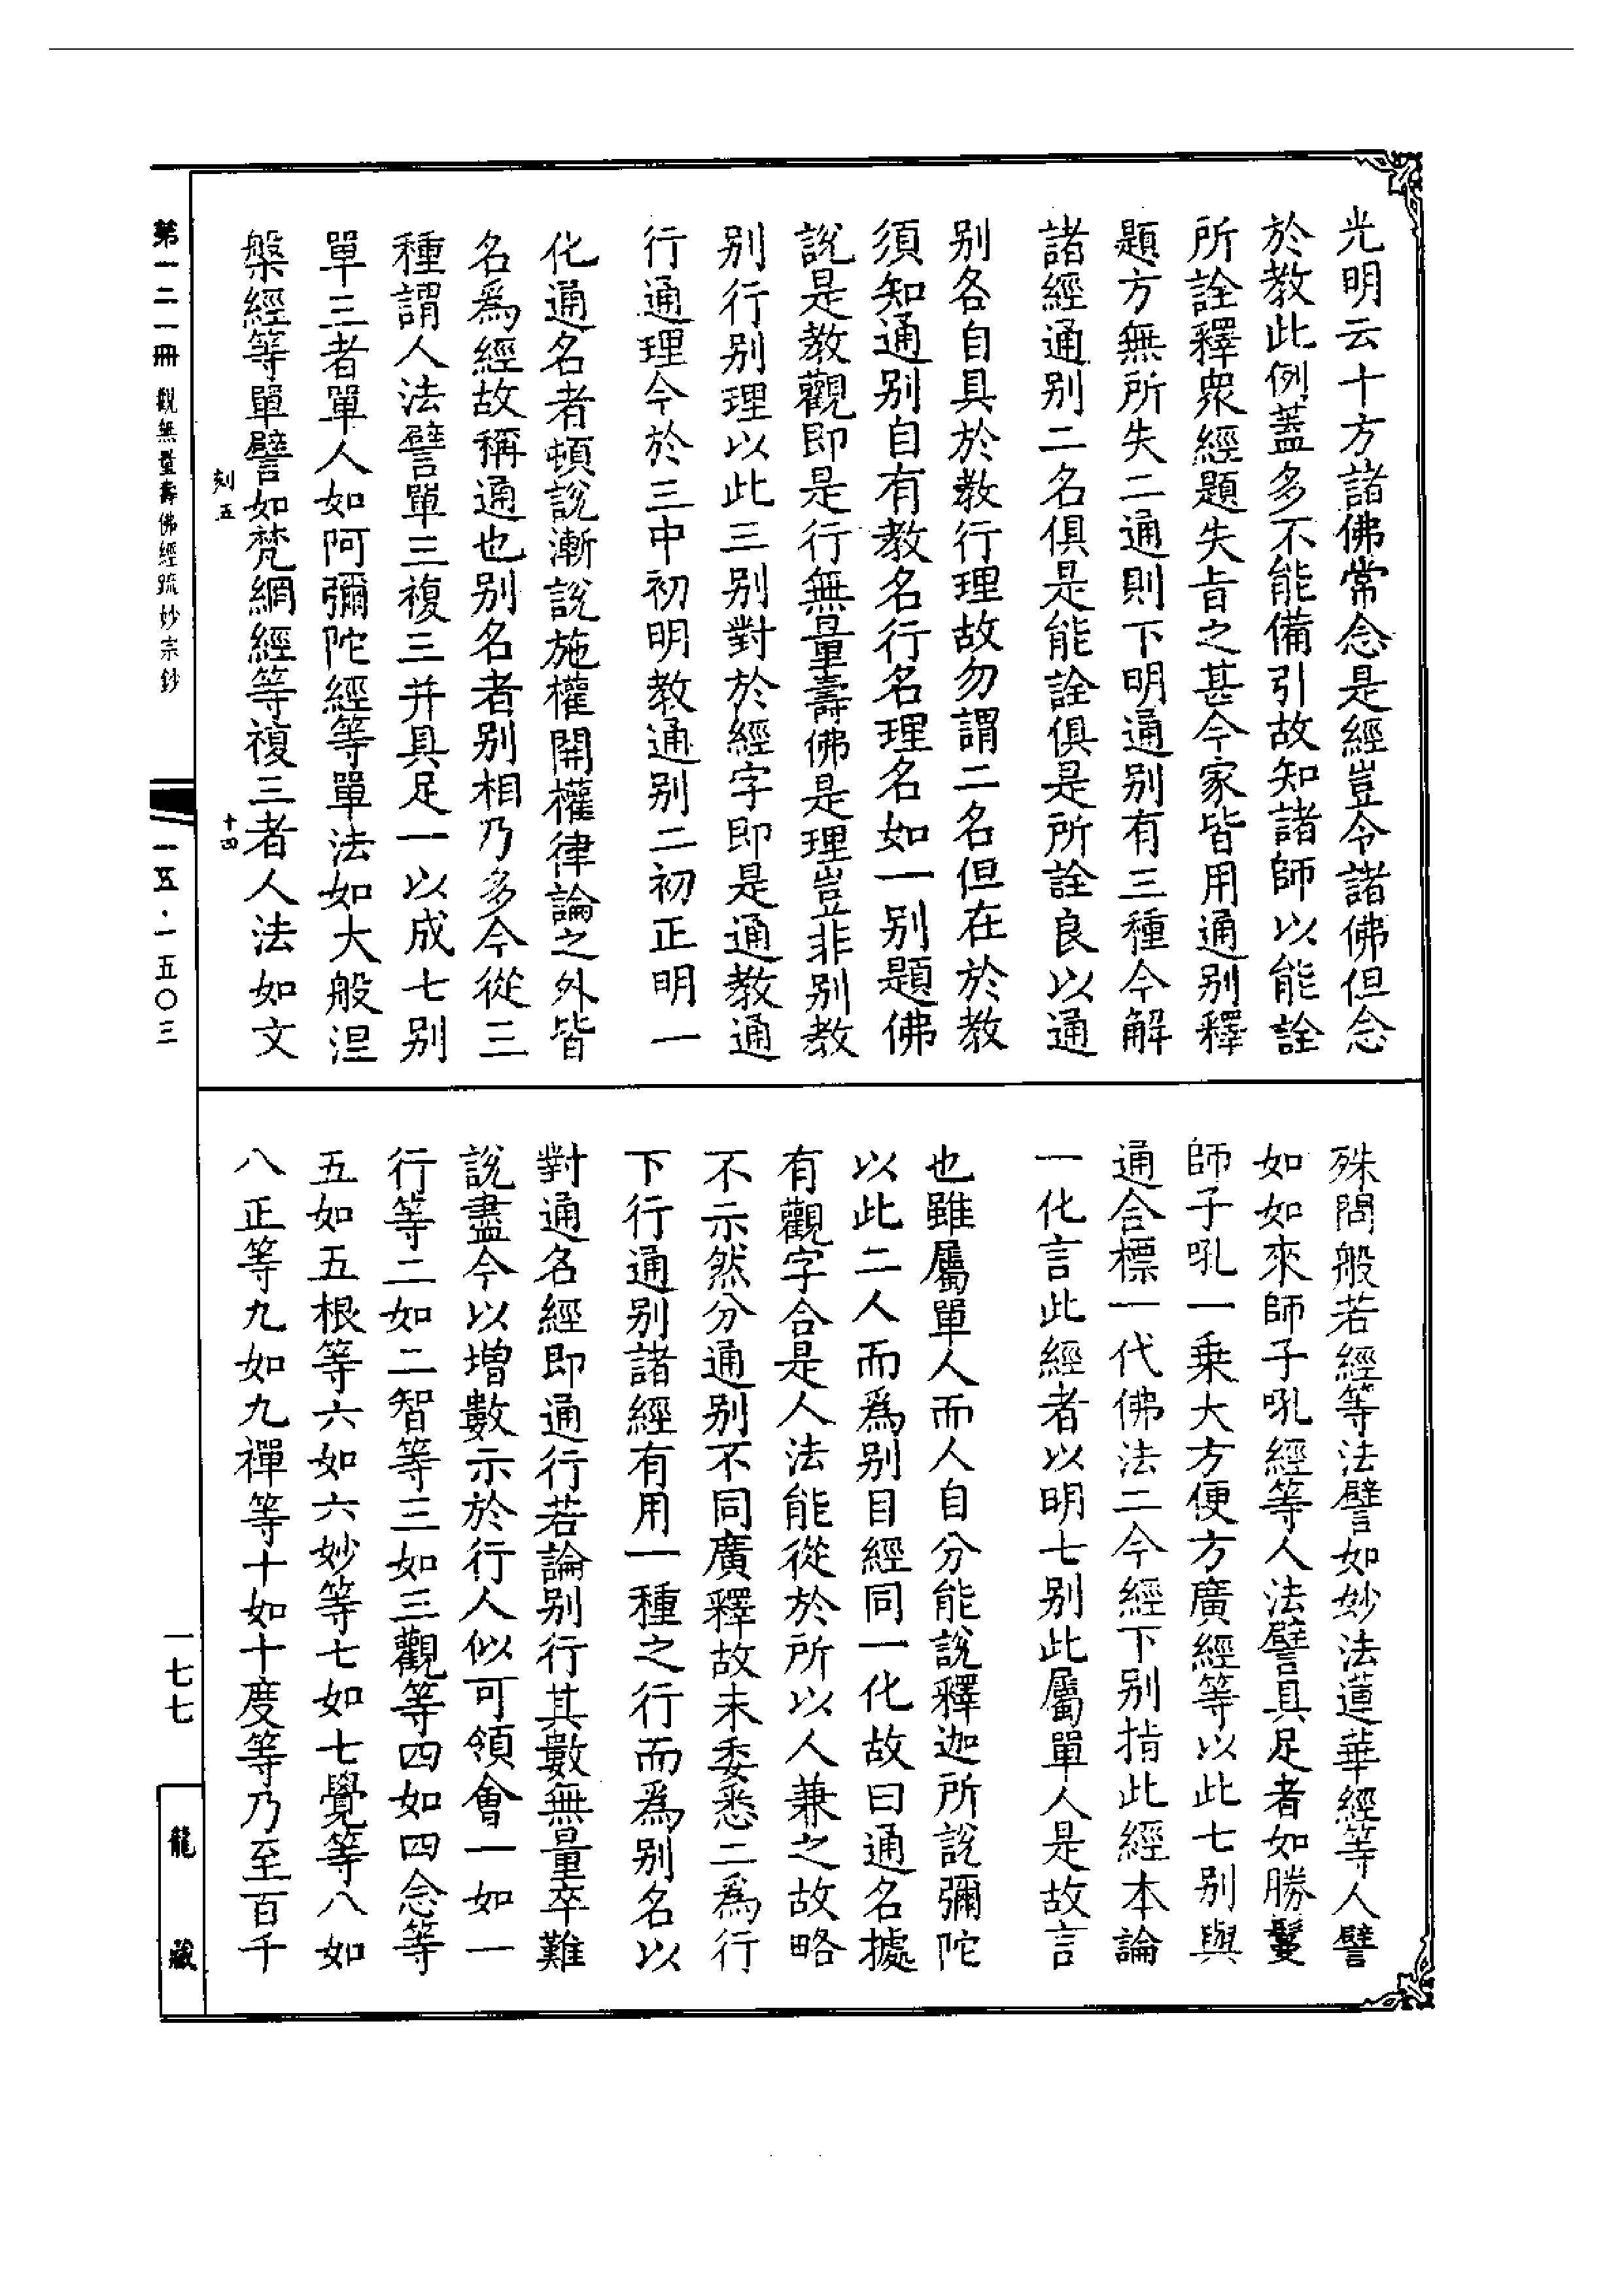 光明云十方諸佛常念是經豈令諸佛但念
於教此例蓋多不能備引故知諸師以能詮
所詮釋衆經題失旨之甚今家皆用通别釋
題方無所失二通則下明通别有三種今解
諸經通别二名俱是能詮俱是所詮良以通
别各自具於教行理故勿謂二名但在於教
須知通别自有教名行名理名如一别題佛
說是教觀即是行無量壽佛是理豈非别教
别行别理以此三别對於經字即是通教通
行通理今於三中初明教通别二初正明一
化通名者頓說漸說施權開權律論之外皆
名爲經故稱通也别名者别相乃多今從三
種謂人法譬單三複三并具足一以成七别
單三者單人如阿彌陀經等單法如大般涅
槃經等單譬如梵網經等複三者人法如文
殊問般若經等法譬如妙法蓮華經等人譬
如如來師子吼經等人法譬具足者如勝鬘
師子吼一乗大方便方廣經等以此七别與
通合標一代佛法二今經下别指此經本論
一化言此經者以明七别此屬單人是故言
也雖屬單人而人自分能說釋迦所說彌陀
以此二人而爲别目經同一化故曰通名據
有觀字合是人法能從於所以人兼之故略
不示然分通别不同廣釋故未委悉二爲行
下行通别諸經有用一種之行而爲别名以
對通名經即通行若論别行其數無量卒難
說盡今以增數示於行人似可領會一如一
行等二如二智等三如三觀等四如四念等
五如五根等六如六妙等七如七覺等八如
八正等九如九禪等十如十度等乃至百千
刻五
十四
第一二一冊 觀無量壽佛經疏妙宗鈔
一五·一五〇三
一七七
龍藏